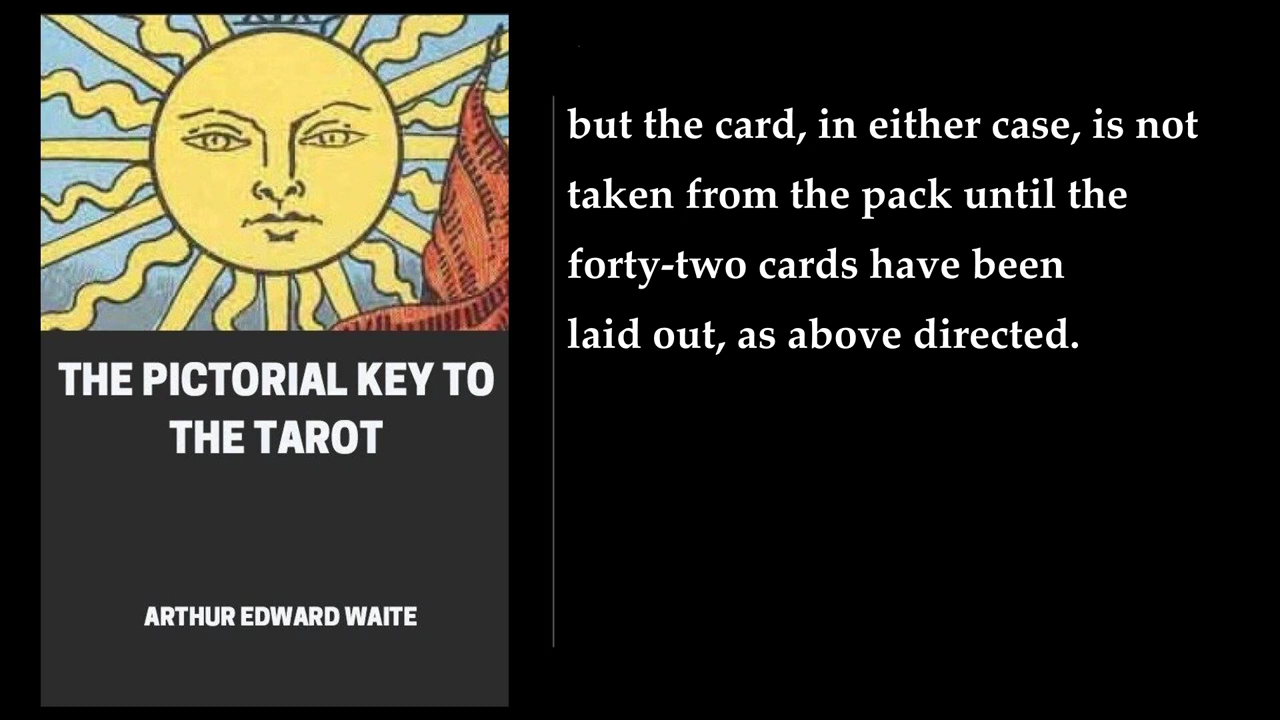 XIX
THE PICTORIAL KEY TO
THE TAROT
ARTHUR EDWARD WAITE
but the card, in either case, is not
taken from the pack until the
forty-two cards have been
laid out, as above directed.